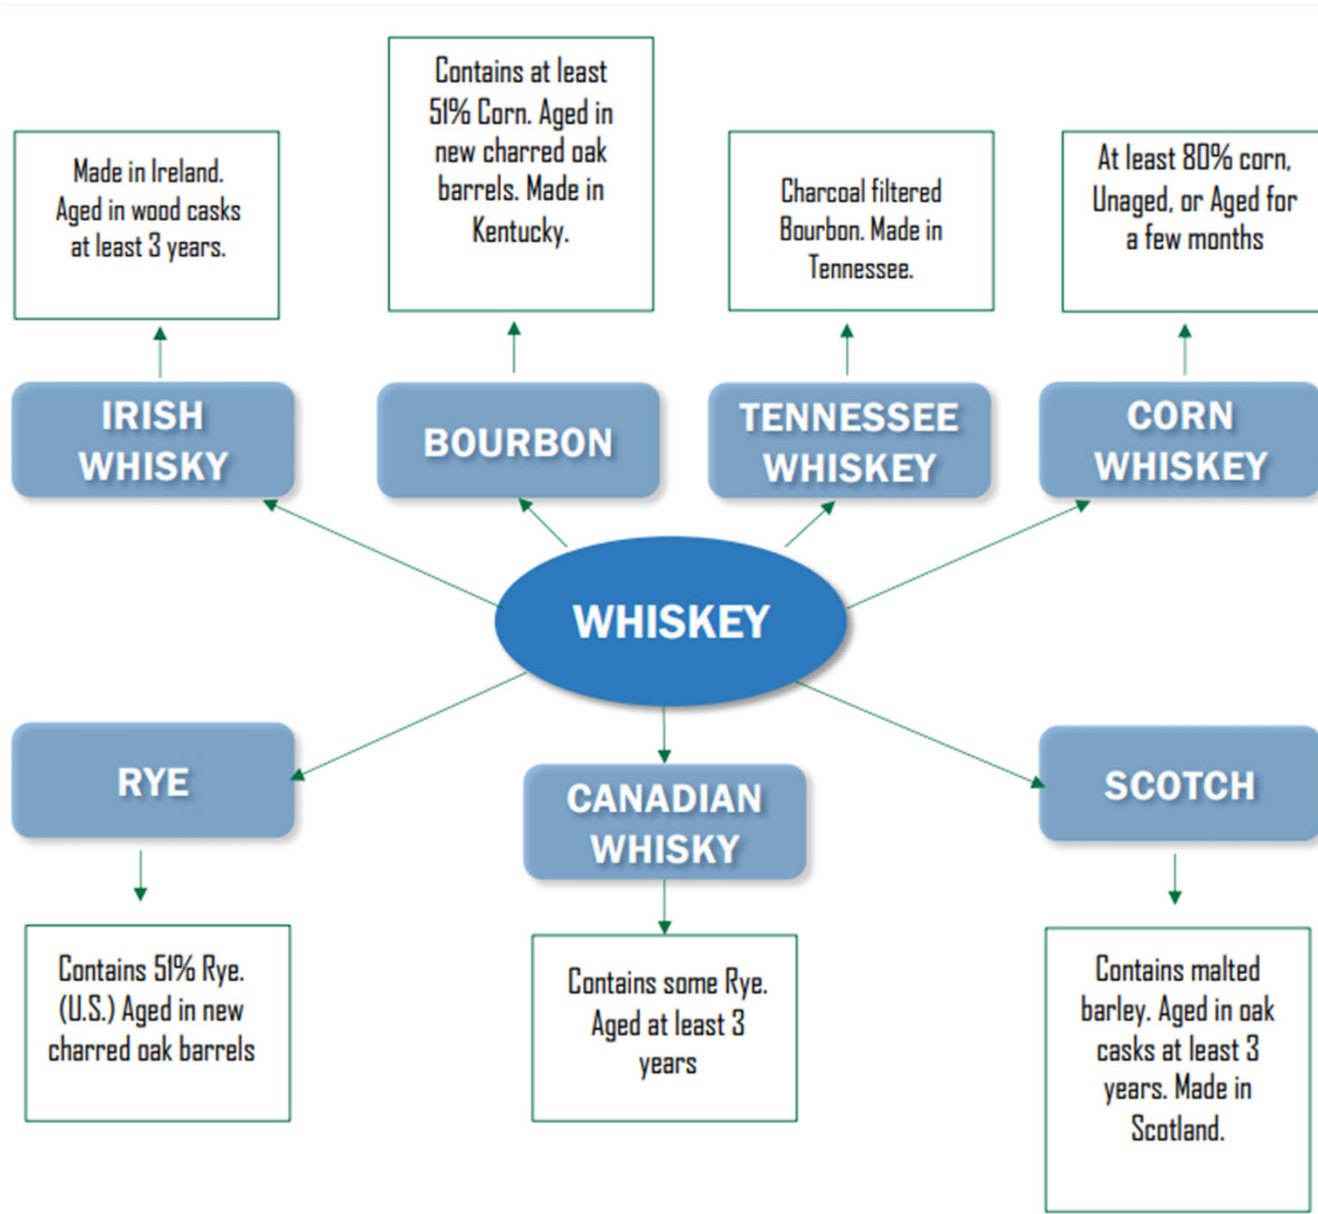 Made in Ireland.
Aged in wood casks
at least 3 years.
Contains at least
51% Corn. Aged in
new charred oak
barrels. Made in
Kentucky.
Charcoal filtered
Bourbon. Made in
Tennessee.
At least 80% corn,
Unaged, or Aged for
a few months
IRISH
WHISKY
BOURBON
TENNESSEE
WHISKEY
CORN
WHISKEY
WHISKEY
RYE
CANADIAN
WHISKY
SCOTCH
Contains 51% Rye.
(U.S.) Aged in new
charred oak barrels
Contains some Rye.
Aged at least 3
years
Contains malted
barley. Aged in oak
casks at least 3
years. Made in
Scotland.